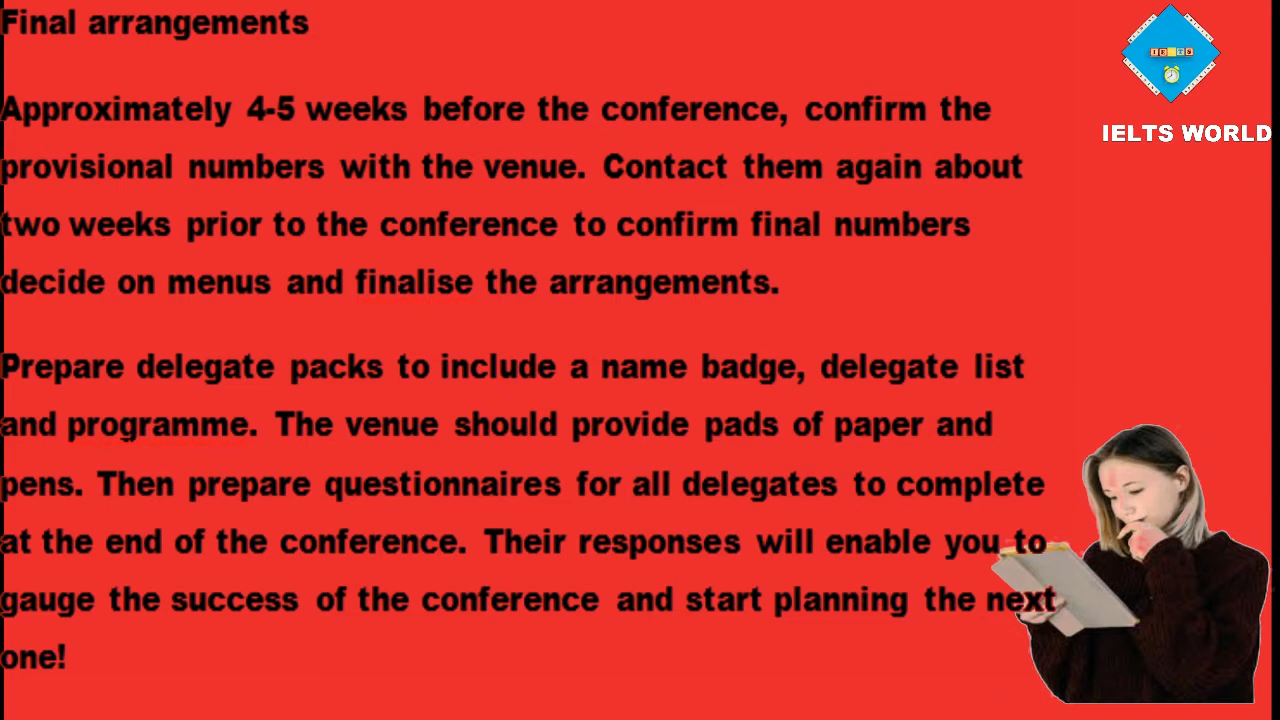 Final arrangements
IELTS
IELTS WORLD
Approximately 4-5 weeks before the conference, confirm the
provisional numbers with the venue. Contact them again about
two weeks prior to the conference to confirm final numbers
decide on menus and finalise the arrangements.
Prepare delegate packs to include a name badge, delegate list
and programme. The venue should provide pads of paper and
pens. Then prepare questionnaires for all delegates to complete
at the end of the conference. Their responses will enable you to
gauge the success of the conference and start planning the next
one!